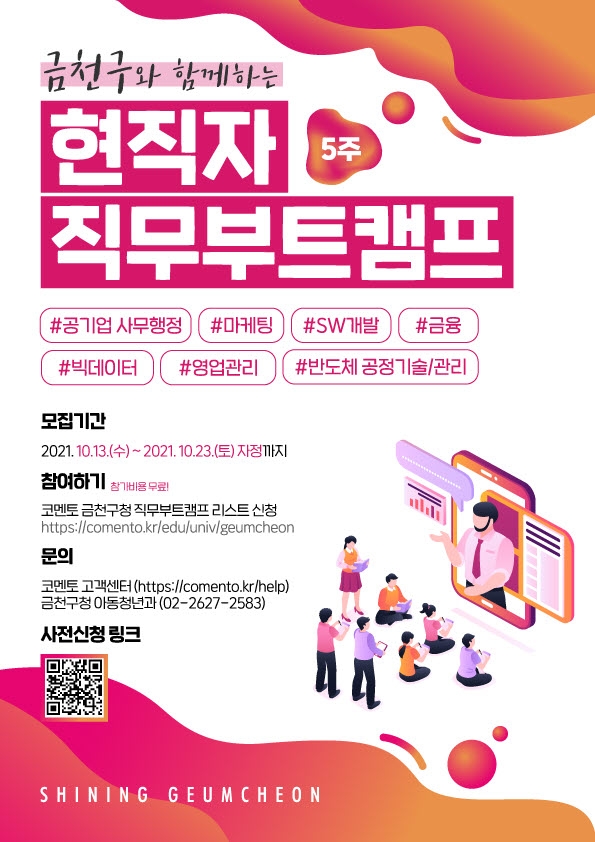 금천구와 함께하는
현직자
5주
직무부트캠프
#공기업 사무행정 #마케팅 #SW개발 #금융
#빅데이터 #영업관리 #반도체 공정기술/관리
모집기간
2021. 10.13.(수) ~ 2021. 10.23.(토) 자정까지
참여하기 참가비용 무료!
코멘토 금천구청 직무부트캠프 리스트 신청
https://comento.kr/edu/univ/geumcheon
문의
코멘토 고객센터 (https://comento.kr/help)
금천구청 아동청년과 (02-2627-2583)
사전신청 링크
SHINING GEUMCHEON